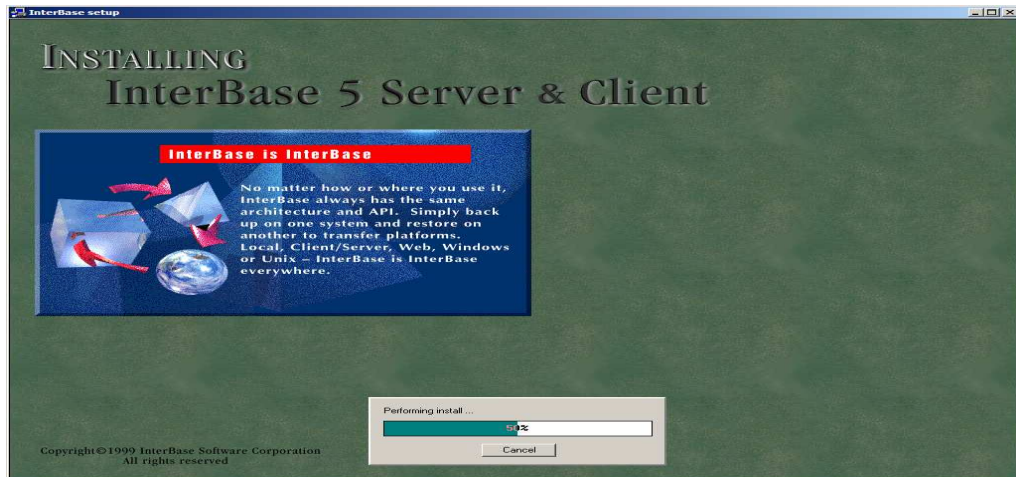 InterBase setup
INSTALLING
InterBase 5 Server & Client
InterBase is InterBase
No matter how or where you use it,
InterBase always has the same
architecture and API. Simply back
up on one system and restore on
another to transfer platforms.
Local, Client/Server, Web, Windows
or Unix – InterBase is InterBase
everywhere.
Performing install ...
50%
Cancel
Copyright©1999 InterBase Software Corporation
All rights reserved